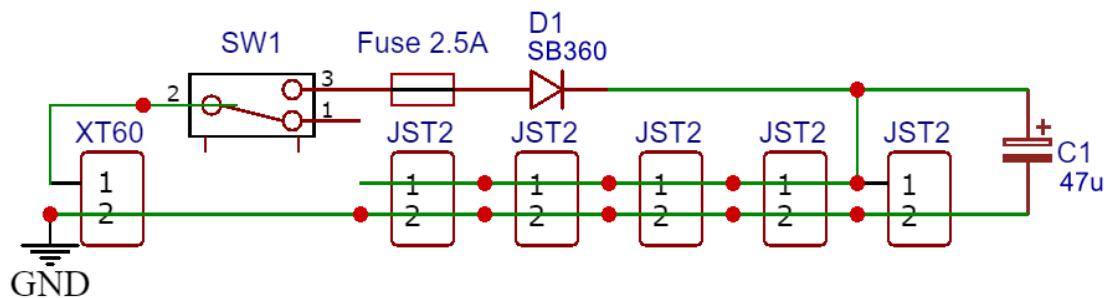 D1
SW1 Fuse 2.5A SB360
2 3
1
XT60 JST2 JST2 JST2 JST2 JST2
+
C1
47u
1 1 1 1 1 1
2 2 2 2 2 2
GND